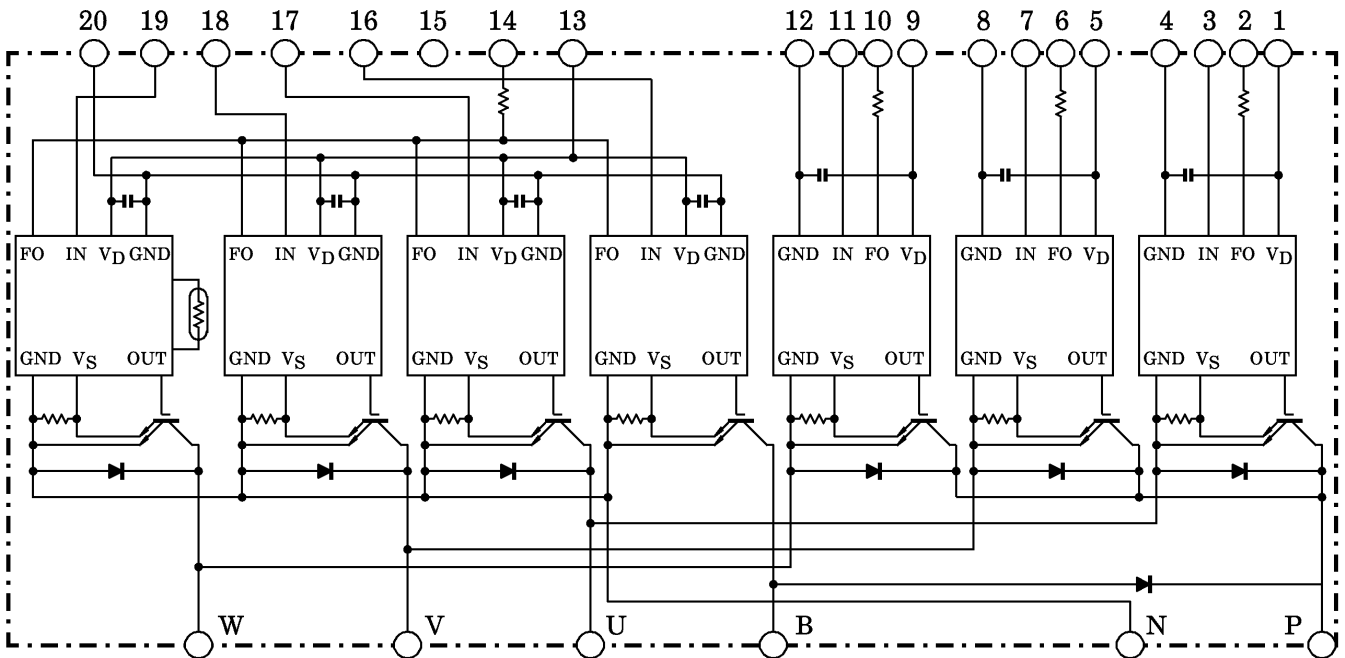 20 19 18 17 16 15 14 13 12 11 10 9 8 7 6 5 4 3 2 1
FO IN VD GND FO IN VD GND FO IN VD GND FO IN VD GND GND IN FO VD GND IN FO VD GND IN FO VD
GND VS OUT GND VS OUT GND VS OUT GND VS OUT GND VS OUT GND VS OUT GND VS OUT
W V U B N P